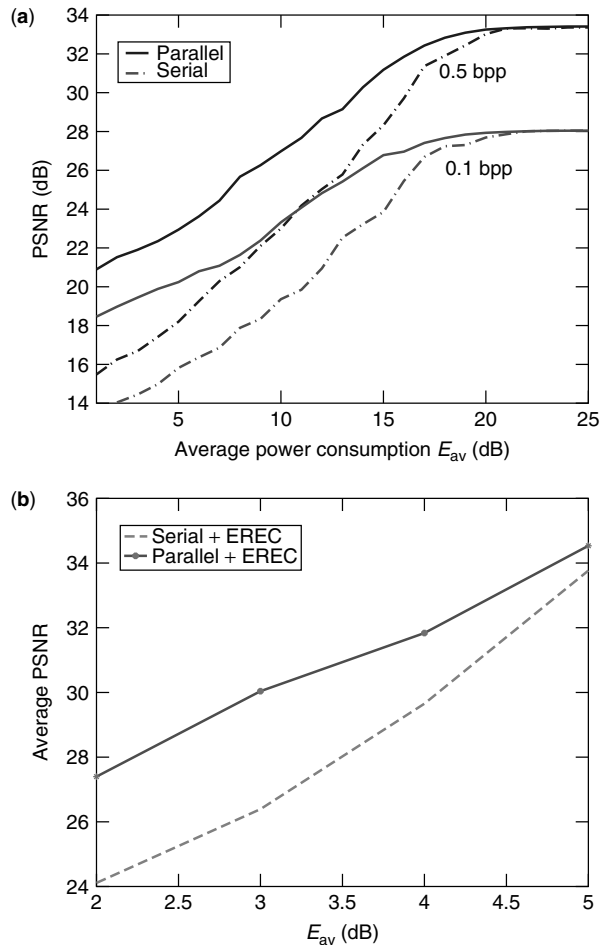 (a)
34
32
30
28
26
24
22
20
18
16
14
PSNR (dB)
Parallel
Serial
0.5 bpp
0.1 bpp
5
10
15
20
25
Average power consumption Eav (dB)
(b)
36
34
32
30
28
26
24
Average PSNR
Serial + EREC
Parallel + EREC
2
2.5
3
3.5
4
4.5
5
Eav (dB)